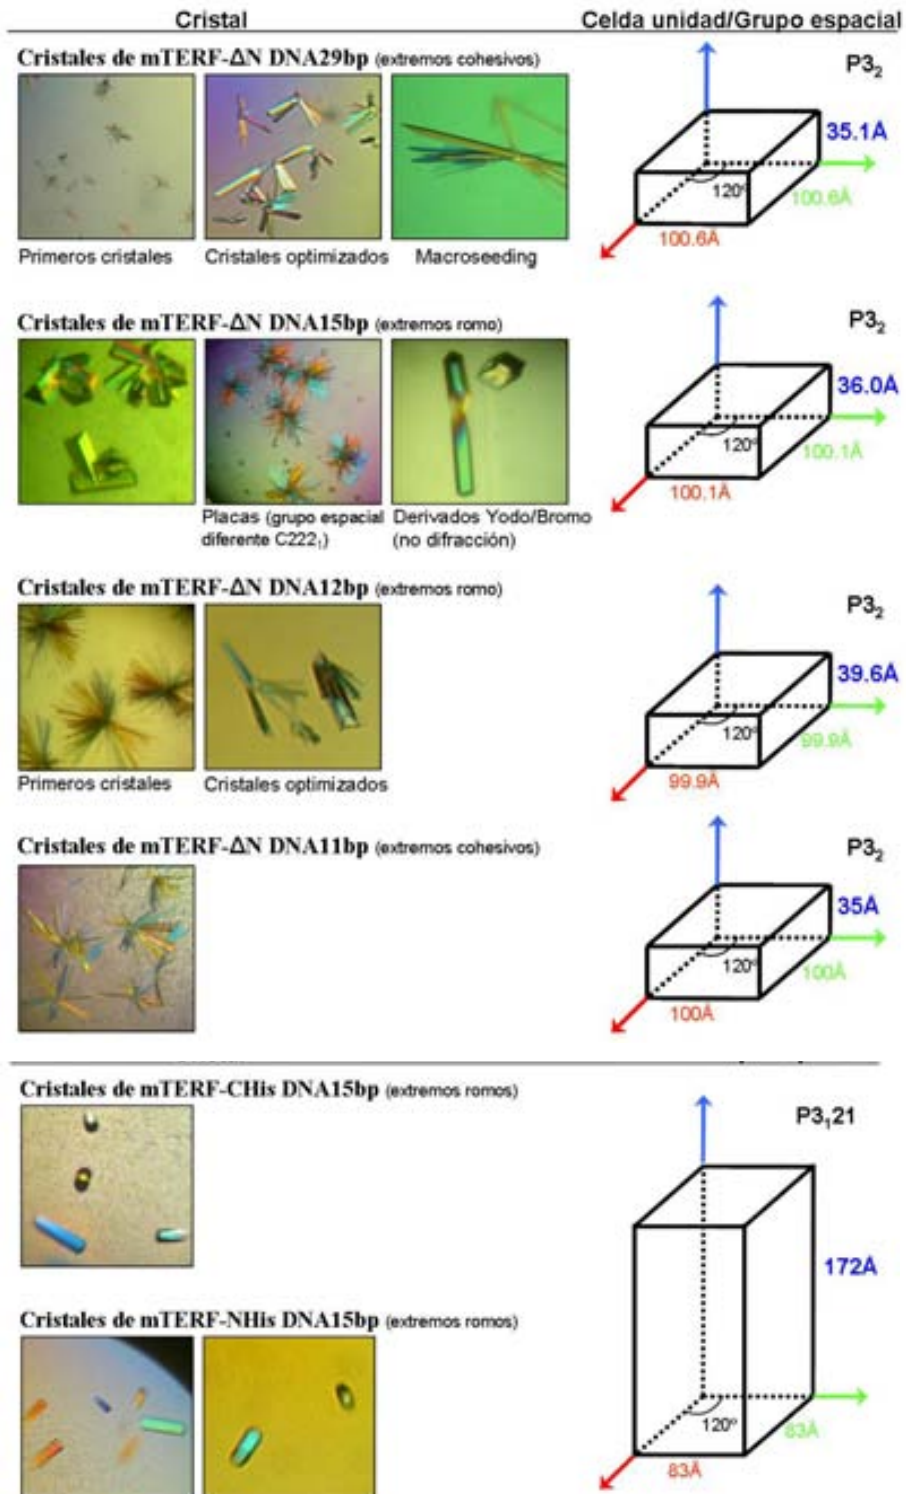 Cristal
Celda unidad/Grupo espacial
Cristales de mTERF-ΔN DNA29bp (extremos cohesivos)
P3₂
35.1Å
120º
100.6Å
100.6Å
Primeros cristales
Cristales optimizados
Macroseeding
Cristales de mTERF-ΔN DNA15bp (extremos romo)
P3₂
36.0Å
120º
100.1Å
100.1Å
Placas (grupo espacial
diferente C222₁)
Derivados Yodo/Bromo
(no difracción)
Cristales de mTERF-ΔN DNA12bp (extremos romo)
P3₂
39.6Å
120º
99.9Å
99.9Å
Primeros cristales
Cristales optimizados
Cristales de mTERF-ΔN DNA11bp (extremos cohesivos)
P3₂
35Å
120º
100Å
100Å
Cristales de mTERF-CHis DNA15bp (extremos romos)
P3₁21
172Å
Cristales de mTERF-NHis DNA15bp (extremos romos)
120º
83Å
83Å